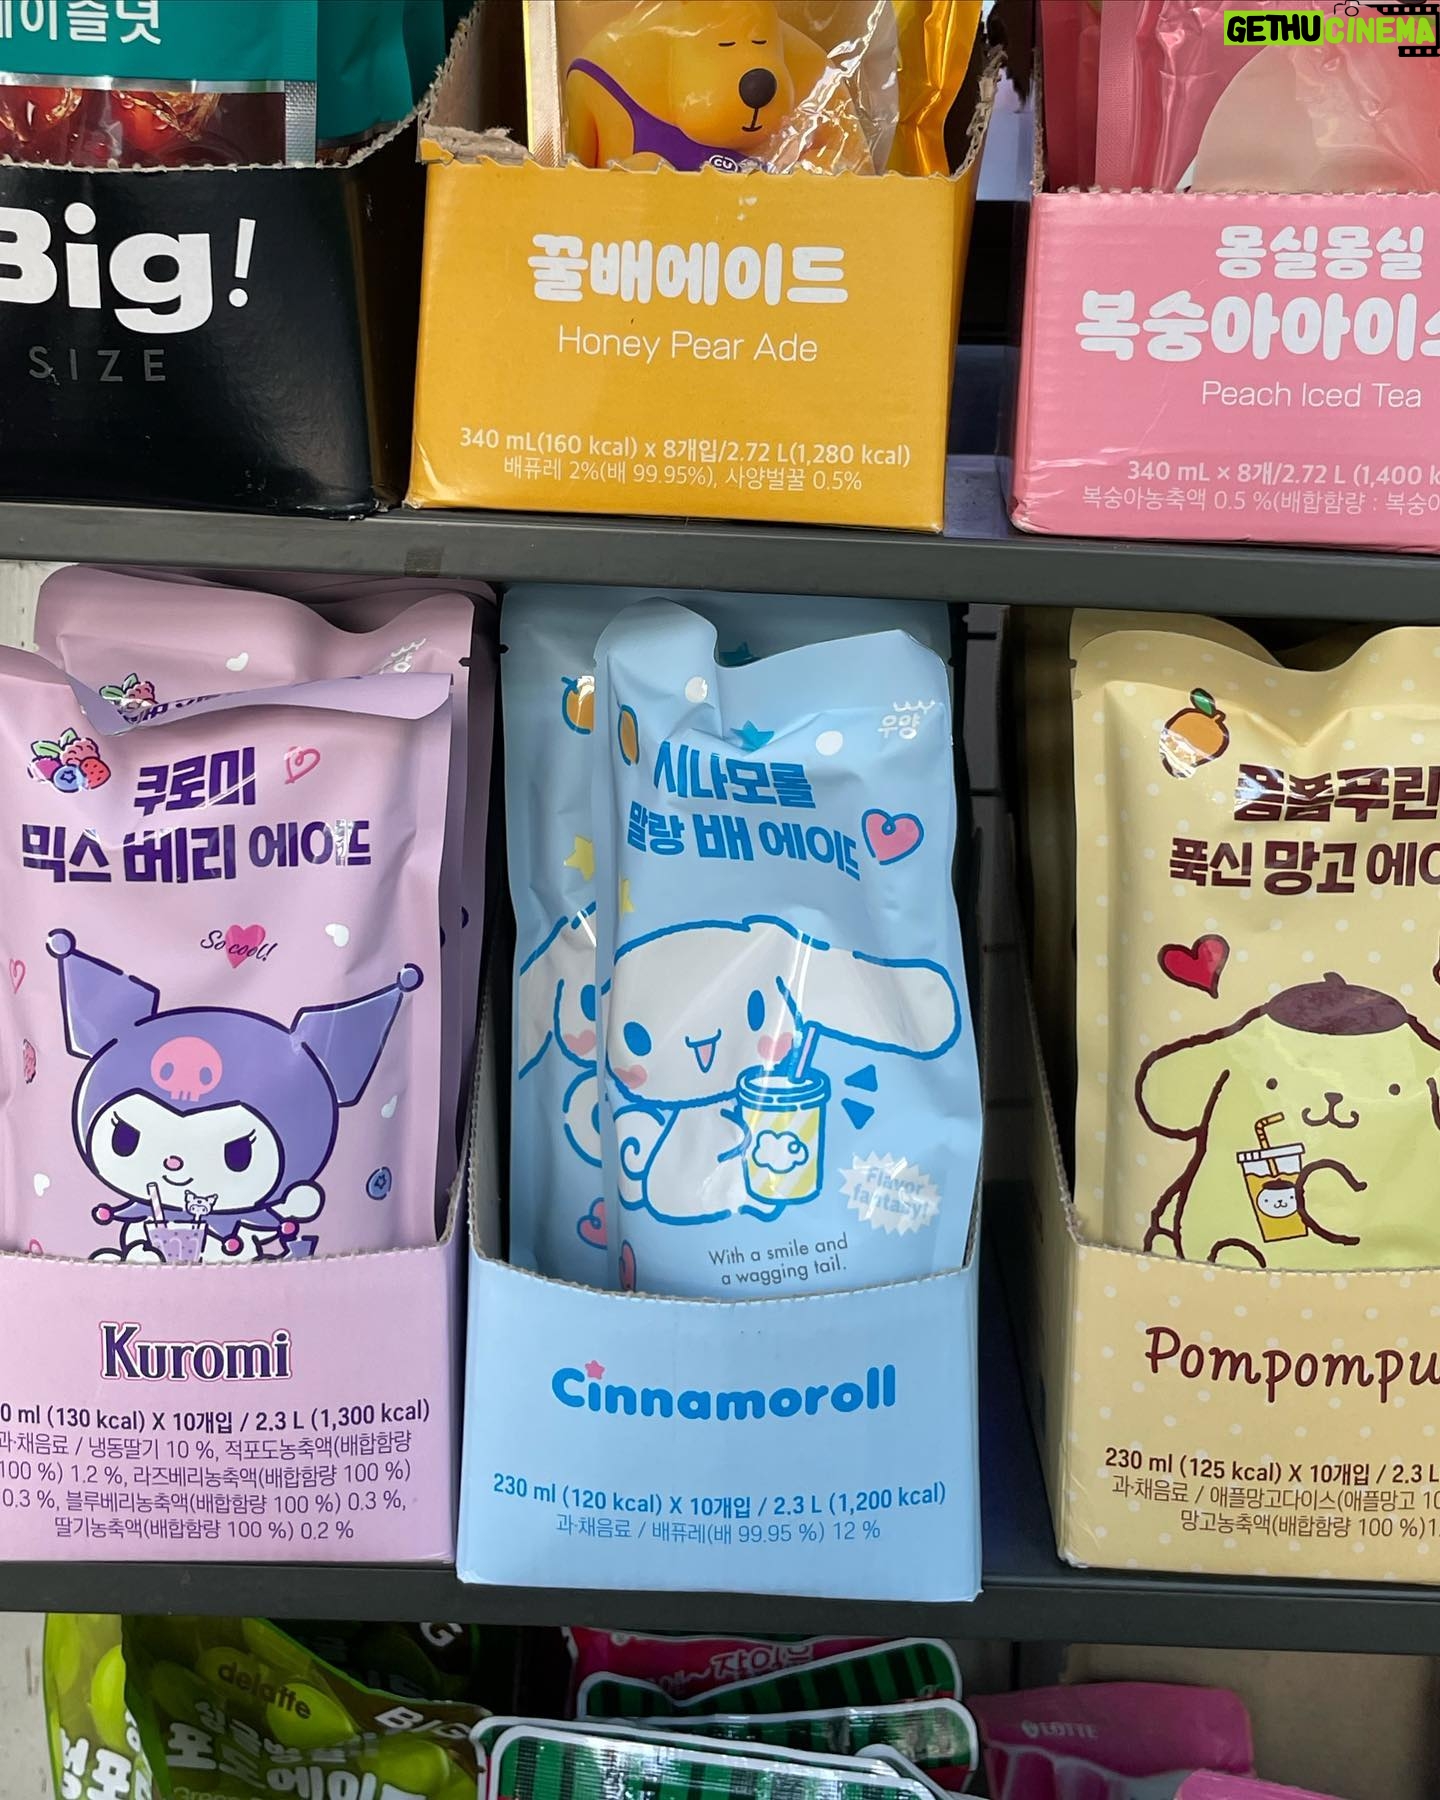 GETHUCINEMA
이슬넛
Big!
SIZE
CU
꿀배에이드
Honey Pear Ade
340 mL(160 kcal) x 8개입/2.72 L(1,280 kcal)
배퓨레 2%(배 99.95%), 사양벌꿀 0.5%
몽실몽실
복숭아아이스
Peach Iced Tea
340 mL × 8개/2.72 L (1,400 k
복숭아농축액 0.5 %(배합함량 : 복숭아
쿠로미
믹스 베리 에이드
So cool!
Kuromi
0 ml (130 kcal) X 10개입 / 2.3 L (1,300 kcal)
과·채음료 / 냉동딸기 10 %, 적포도농축액(배합함량
100 %) 1.2 %, 라즈베리농축액(배합함량 100 %)
0.3 %, 블루베리농축액(배합함량 100 %) 0.3 %,
딸기농축액(배합함량 100 %) 0.2 %
우양
시나모롤
말랑 배 에이드
Flavor
fantasy!
With a smile and
a wagging tail.
Cinnamoroll
230 ml (120 kcal) X 10개입 / 2.3 L (1,200 kcal)
과·채음료 / 배퓨레(배 99.95 %) 12 %
폼폼푸린
푹신 망고 에이
Pompompu
230 ml (125 kcal) X 10개입 / 2.3 L
과·채음료 / 애플망고다이스(애플망고 10
망고농축액(배합함량 100 %)1.
delaffe
BIG
LOTTE